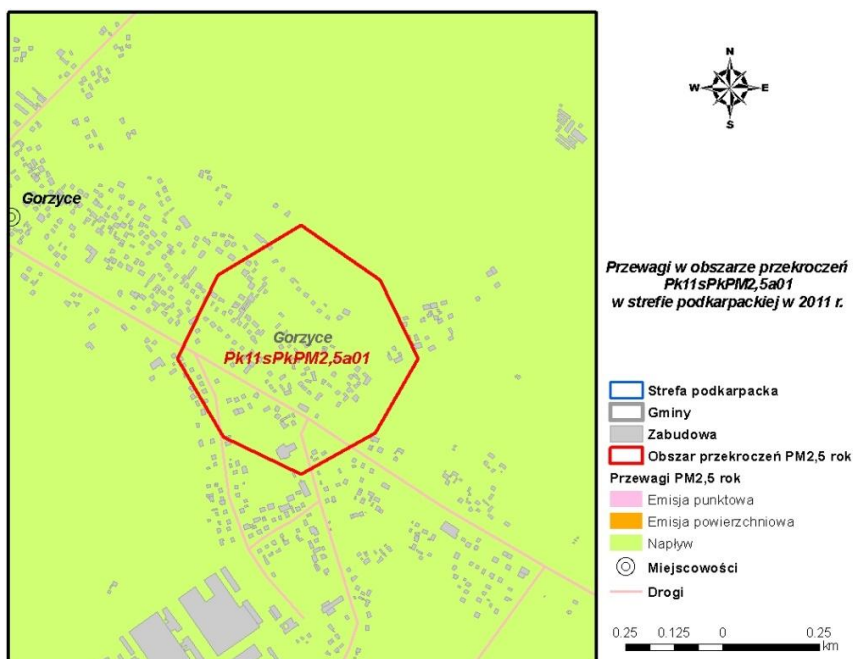 Gorzyce
Gorzyce
Pk11sPkPM2,5a01
N
W E
S
Przewagi w obszarze przekroczeń
Pk11sPkPM2,5a01
w strefie podkarpackiej w 2011 r.
Strefa podkarpacka
Gminy
Zabudowa
Obszar przekroczeń PM2,5 rok
Przewagi PM2,5 rok
Emisja punktowa
Emisja powierzchniowa
Napływ
Miejscowości
Drogi
0.25 0.125 0 0.25
km